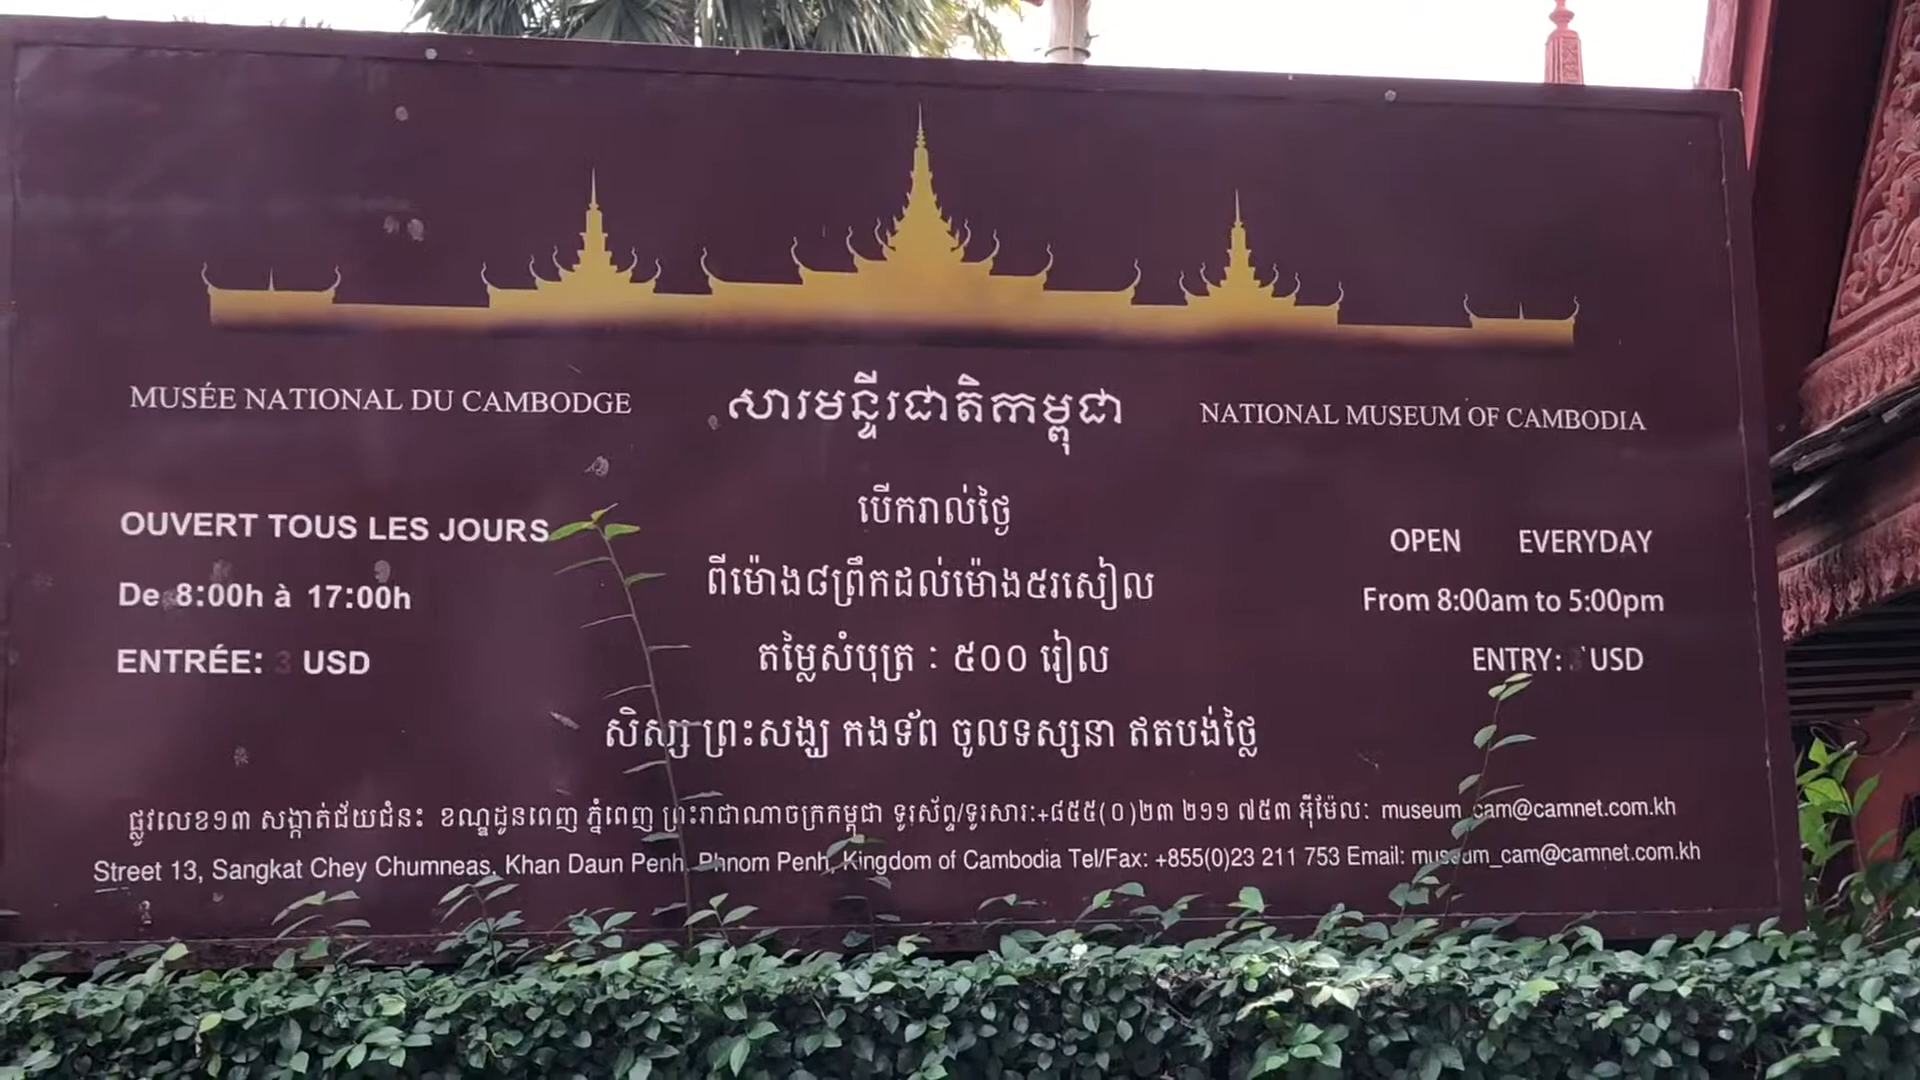 MUSÉE NATIONAL DU CAMBODGE
OUVERT TOUS LES JOURS
De 8:00h à 17:00h
ENTRÉE: 3 USD
សារមន្ទីរជាតិកម្ពុជា
បើករាល់ថ្ងៃ
ពីម៉ោង៨ព្រឹកដល់ម៉ោង៥រសៀល
តម្លៃសំបុត្រ : ៥០០ រៀល
សិស្ស ព្រះសង្ឃ កងទ័ព ចូលទស្សនា ឥតបង់ថ្លៃ
NATIONAL MUSEUM OF CAMBODIA
OPEN EVERYDAY
From 8:00am to 5:00pm
ENTRY: USD
ផ្លូវលេខ១៣ សង្កាត់ជ័យជំនះ ខណ្ឌដូនពេញ ភ្នំពេញ ព្រះរាជាណាចក្រកម្ពុជា ទូរស័ព្ទ/ទូរសារ:+៨៥៥(០)២៣ ២១១ ៧៥៣ អ៊ីម៉ែល: museum_cam@camnet.com.kh
Street 13, Sangkat Chey Chumneas, Khan Daun Penh, Phnom Penh, Kingdom of Cambodia Tel/Fax: +855(0)23 211 753 Email: museum_cam@camnet.com.kh